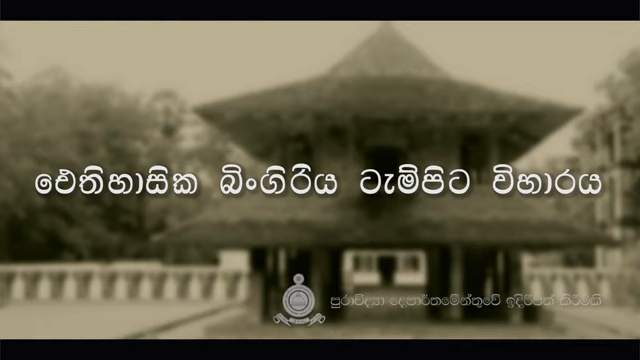 ඓතිහාසික බිංගිරිය ටැම්පිට විහාරය
පුරාවිද්‍යා දෙපාර්තමේන්තුවේ ඉදිරිපත් කිරීමකි